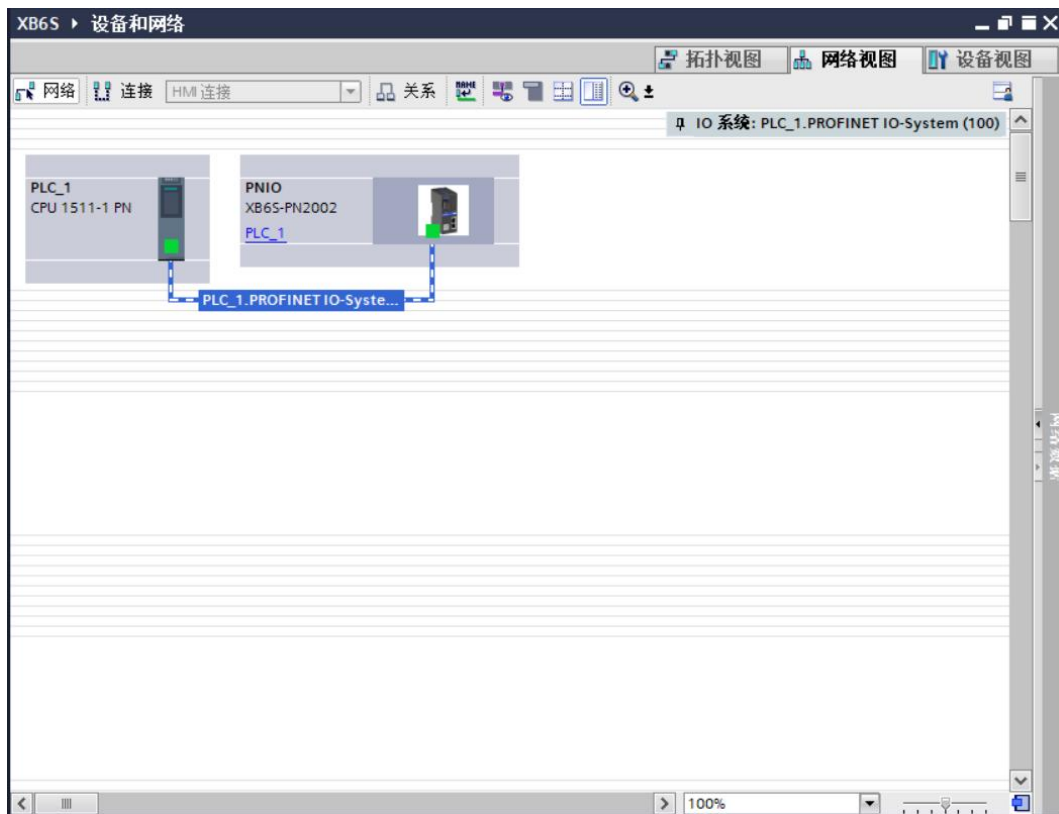 XB6S ▸ 设备和网络
拓扑视图 网络视图 设备视图
网络 连接 HMI 连接 关系
IO 系统: PLC_1.PROFINET IO-System (100)
PLC_1
CPU 1511-1 PN
PNIO
XB6S-PN2002
PLC_1
PLC_1.PROFINET IO-Syste...
100%